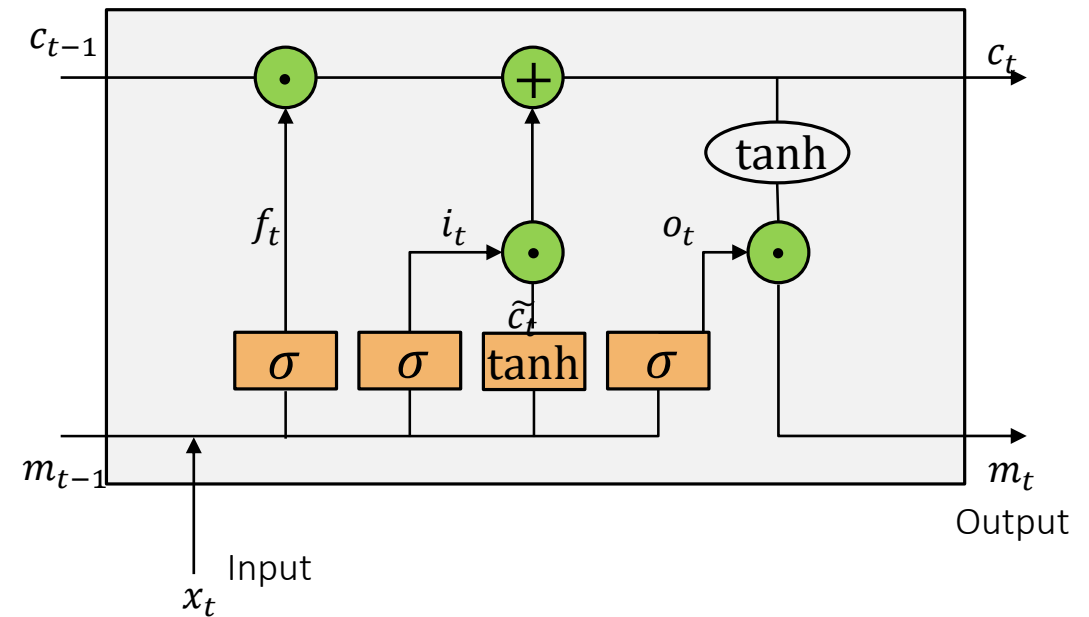 c_{t−1}
c_t
+
tanh
f_t
i_t
o_t
c̃_t
σ
σ
tanh
σ
m_{t−1}
m_t
Output
Input
x_t